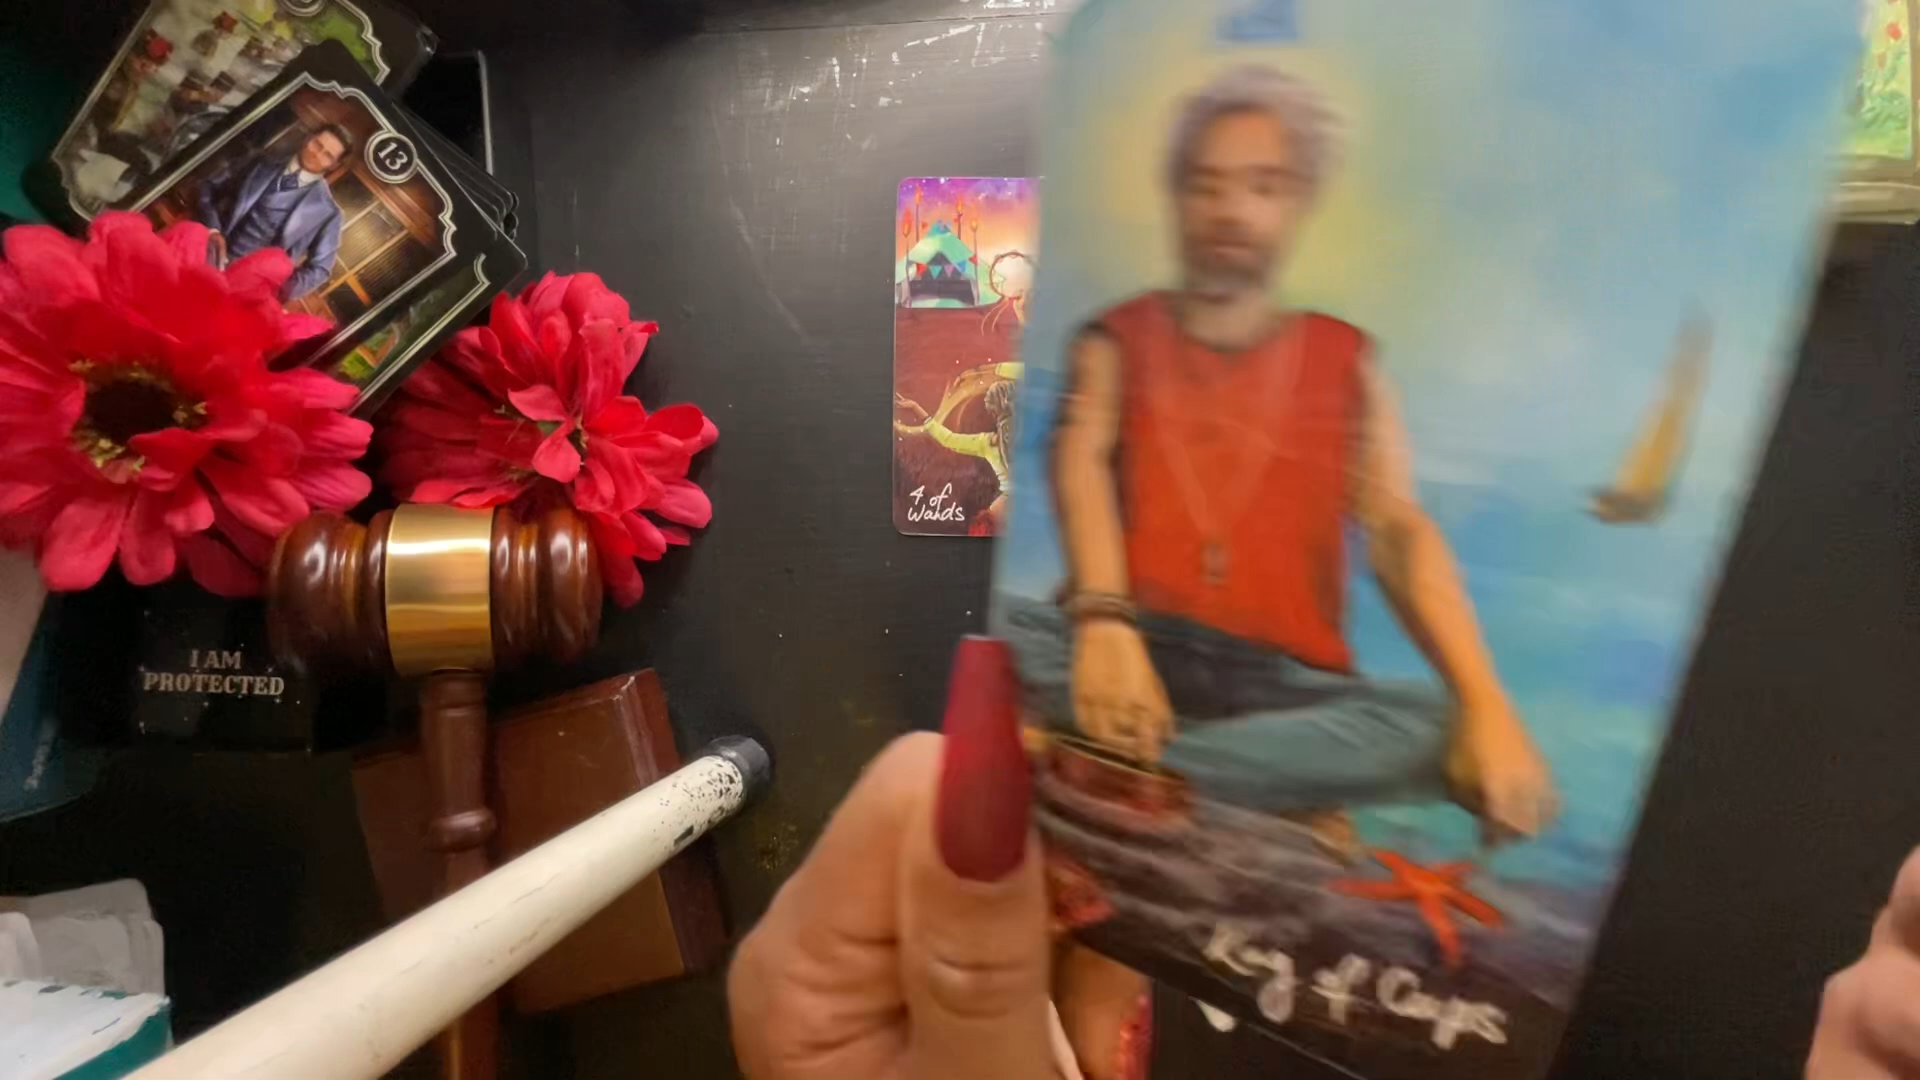 13
4 of
Wands
I AM
PROTECTED
King of Cups